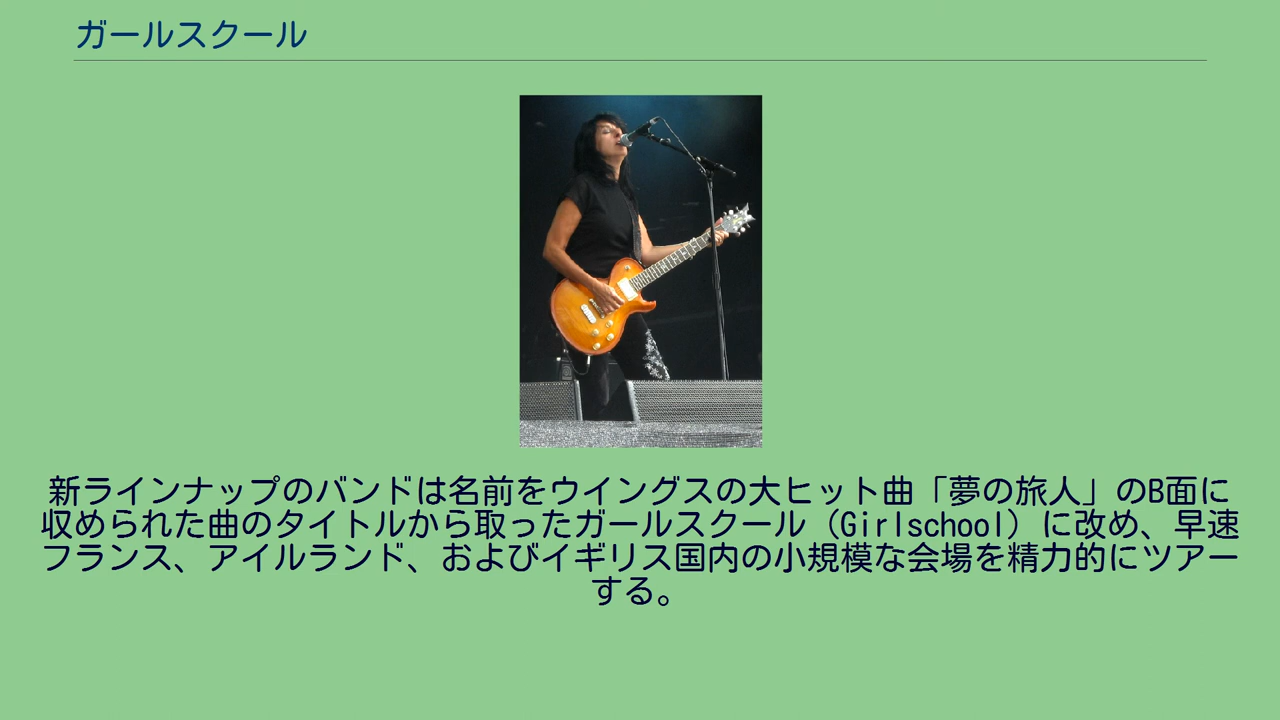 ガールスクール
新ラインナップのバンドは名前をウイングスの大ヒット曲「夢の旅人」のB面に
収められた曲のタイトルから取ったガールスクール（Girlschool）に改め、早速
フランス、アイルランド、およびイギリス国内の小規模な会場を精力的にツアー
する。